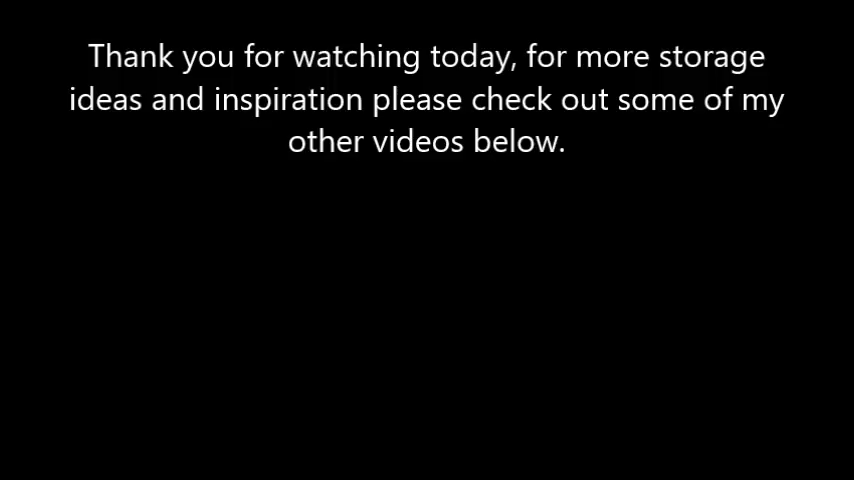 Thank you for watching today, for more storage
ideas and inspiration please check out some of my
other videos below.